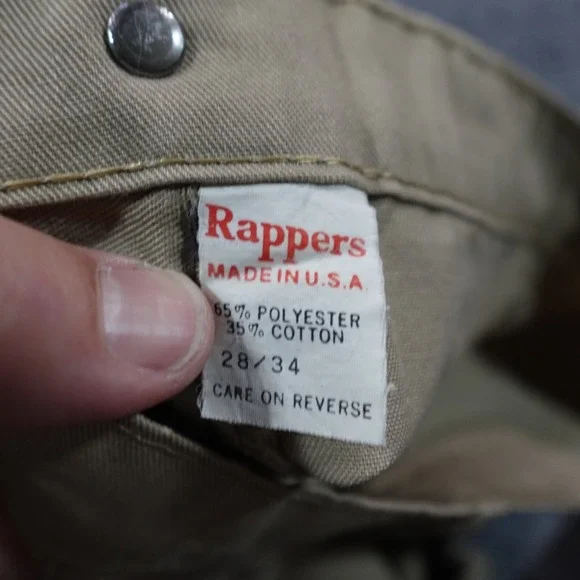 Rappers
MADE IN U.S.A.
65% POLYESTER
35% COTTON
28/34
CARE ON REVERSE